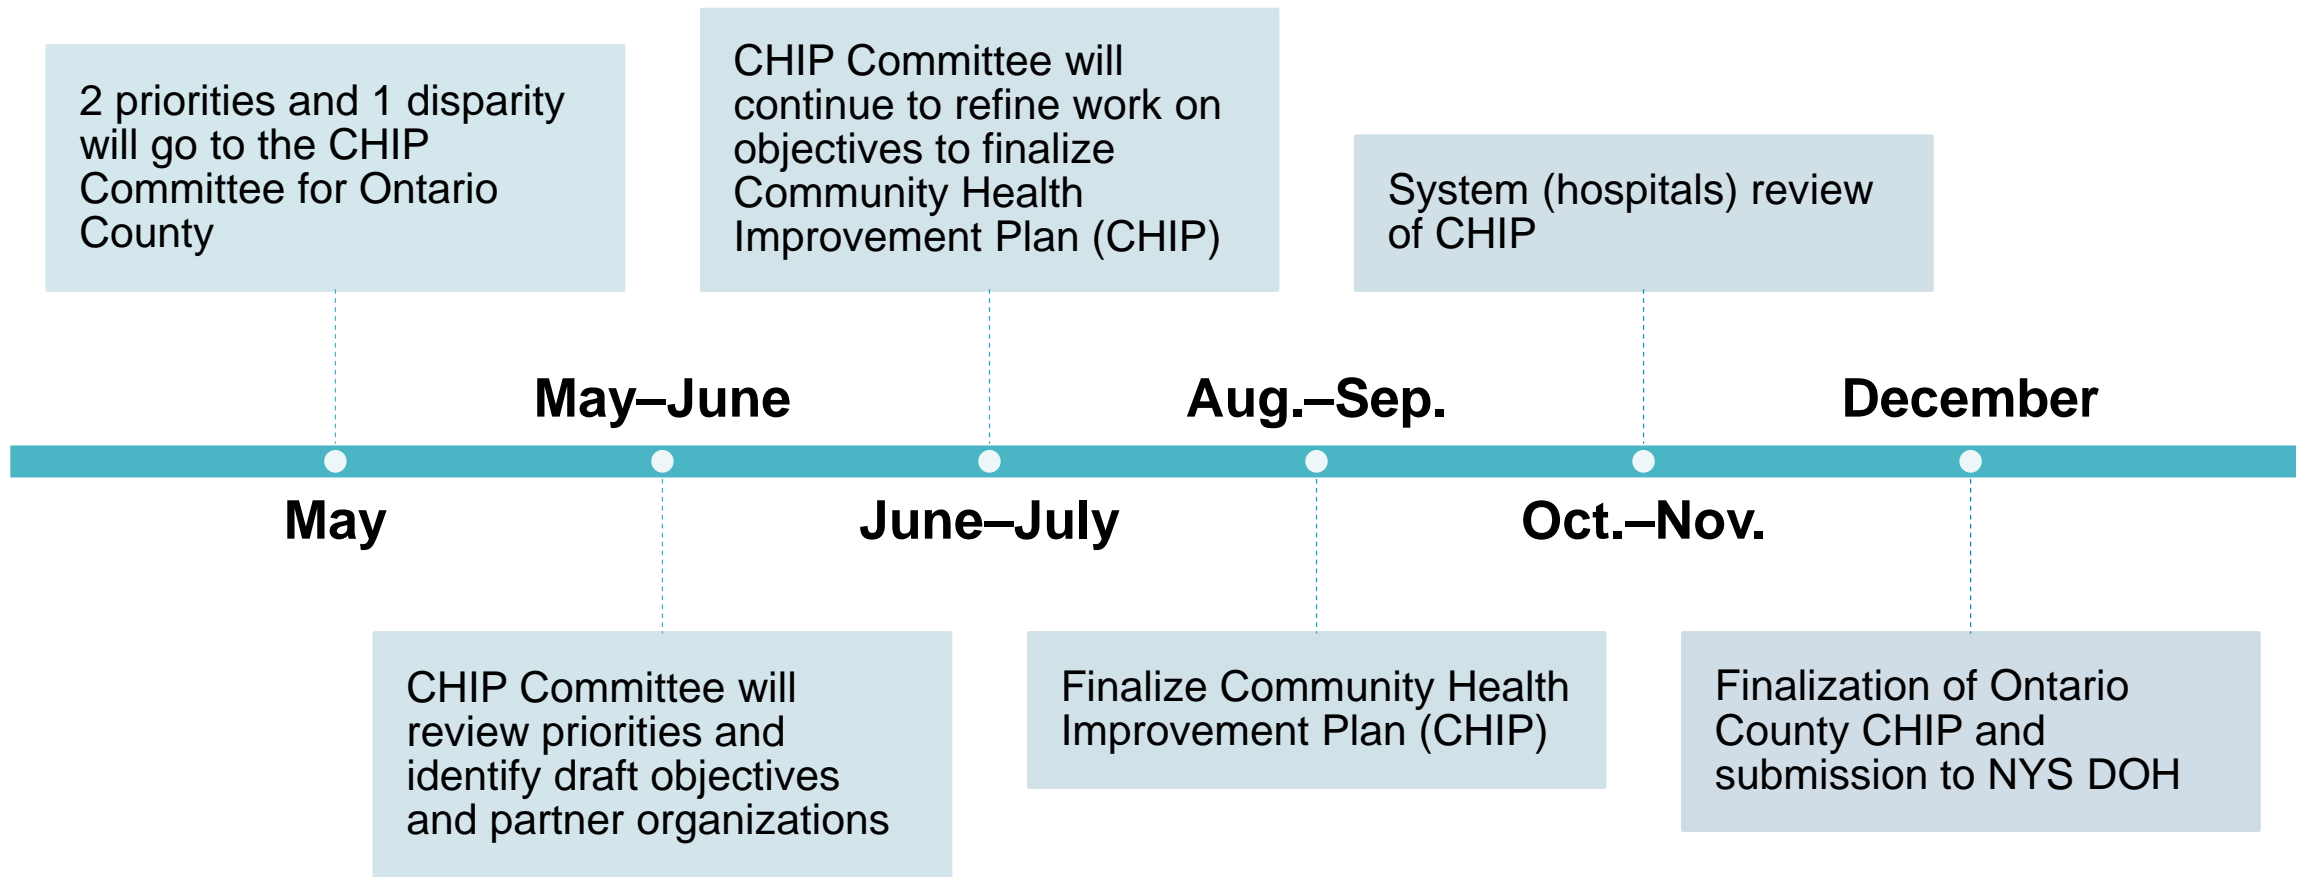 2 priorities and 1 disparity
will go to the CHIP
Committee for Ontario
County
CHIP Committee will
continue to refine work on
objectives to finalize
Community Health
Improvement Plan (CHIP)
System (hospitals) review
of CHIP
May–June
Aug.–Sep.
December
May
June–July
Oct.–Nov.
CHIP Committee will
review priorities and
identify draft objectives
and partner organizations
Finalize Community Health
Improvement Plan (CHIP)
Finalization of Ontario
County CHIP and
submission to NYS DOH